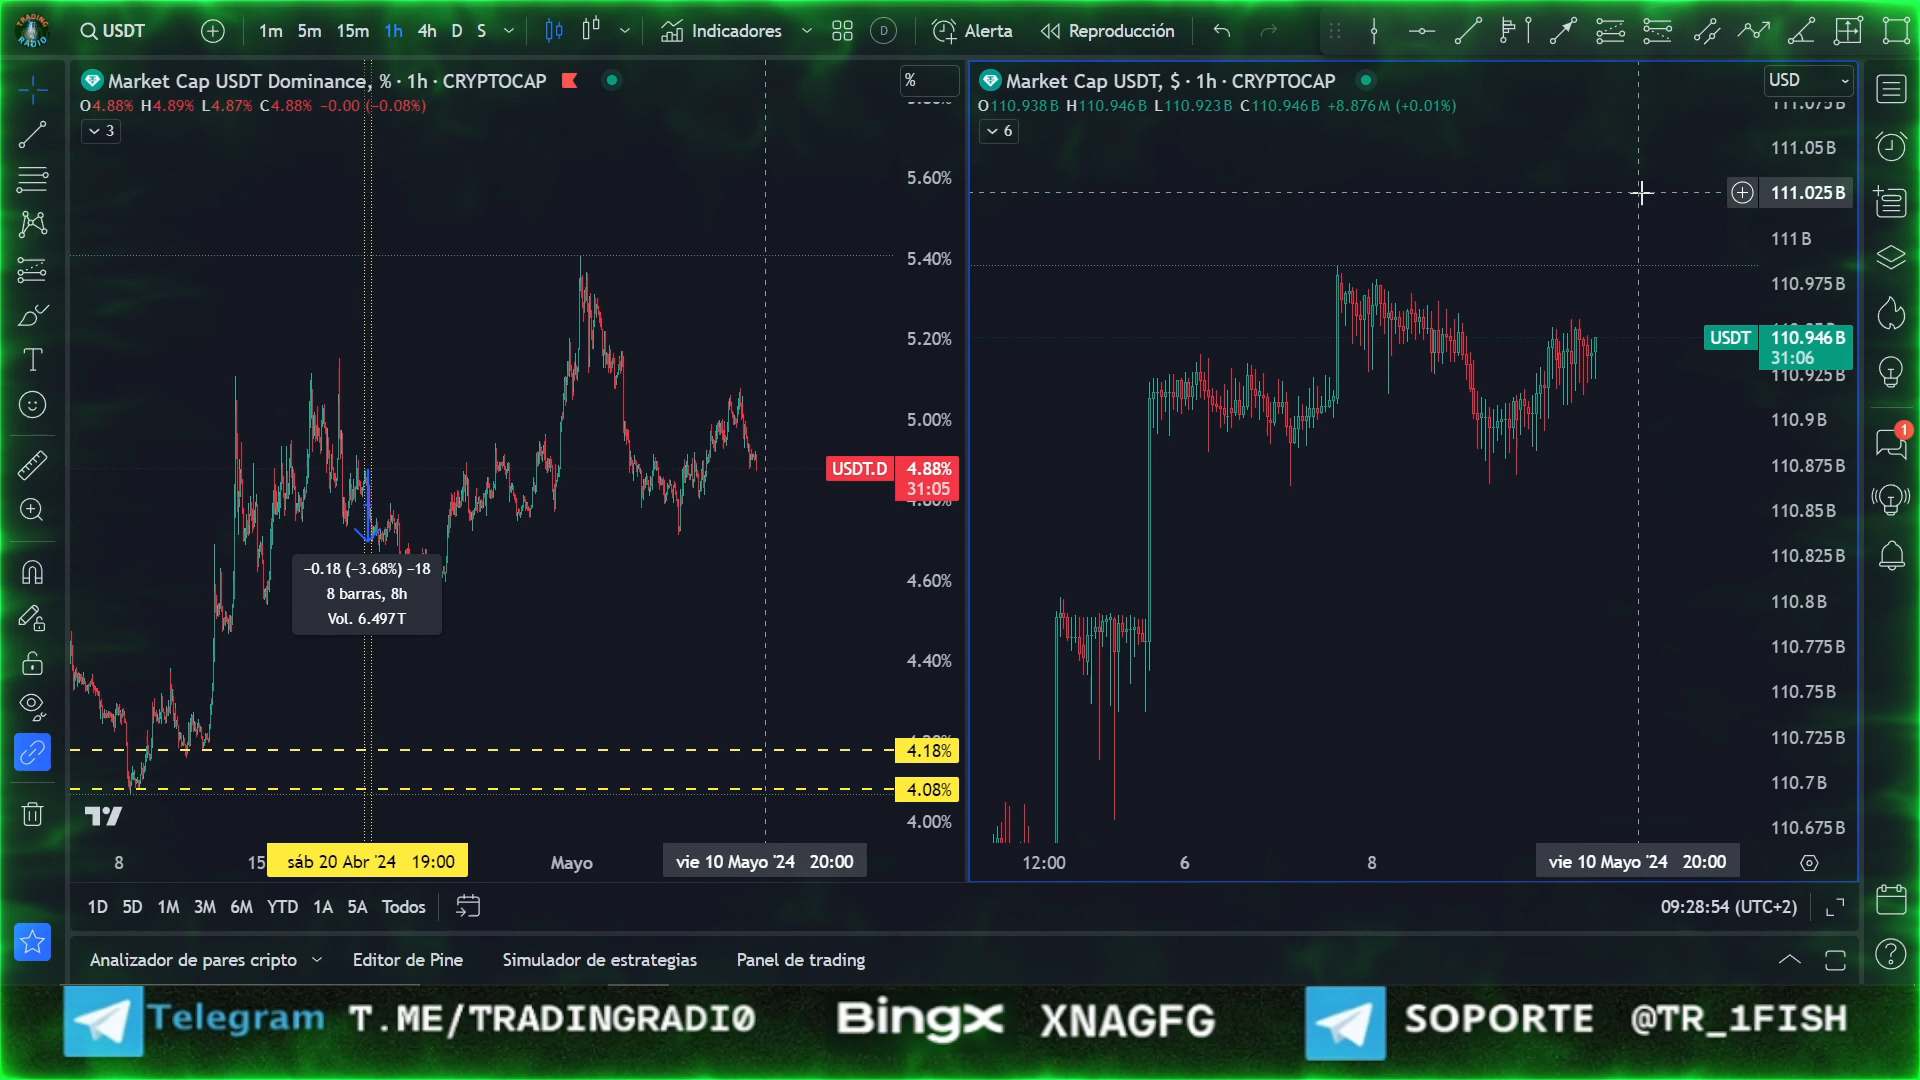 TRADING RADIO
USDT
1m 5m 15m 1h 4h D S
Indicadores
D
Alerta
Reproducción
Market Cap USDT Dominance, % · 1h · CRYPTOCAP
O4.88% H4.89% L4.87% C4.88% −0.00 (−0.08%)
3
%
5.60%
5.40%
5.20%
5.00%
USDT.D 4.88%
31:05
4.60%
4.40%
4.18%
4.08%
4.00%
−0.18 (−3.68%) −18
8 barras, 8h
Vol. 6.497T
8 15 sáb 20 Abr '24 19:00 Mayo vie 10 Mayo '24 20:00
Market Cap USDT, $ · 1h · CRYPTOCAP
O110.938B H110.946B L110.923B C110.946B +8.876M (+0.01%)
6
USD
111.075B
111.05B
111.025B
111B
110.975B
USDT 110.946B
31:06
110.925B
110.9B
110.875B
110.85B
110.825B
110.8B
110.775B
110.75B
110.725B
110.7B
110.675B
12:00 6 8 vie 10 Mayo '24 20:00
1
1D 5D 1M 3M 6M YTD 1A 5A Todos
09:28:54 (UTC+2)
Analizador de pares cripto Editor de Pine Simulador de estrategias Panel de trading
Telegram T.ME/TRADINGRADI0 BingX XNAGFG SOPORTE @TR_1FISH